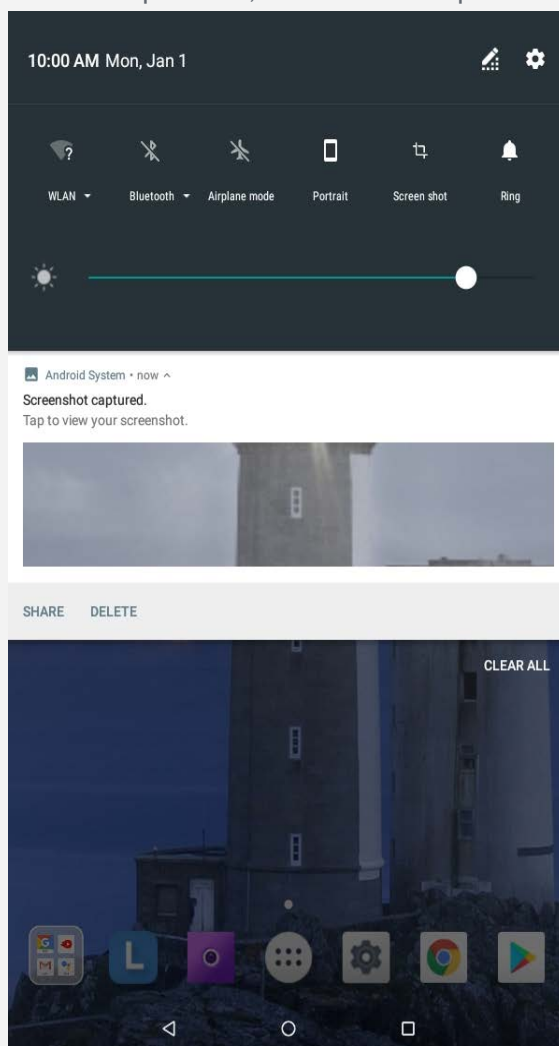 10:00 AM Mon, Jan 1
?
WLAN Bluetooth Airplane mode Portrait Screen shot Ring
Android System • now
Screenshot captured.
Tap to view your screenshot.
SHARE DELETE
CLEAR ALL
L